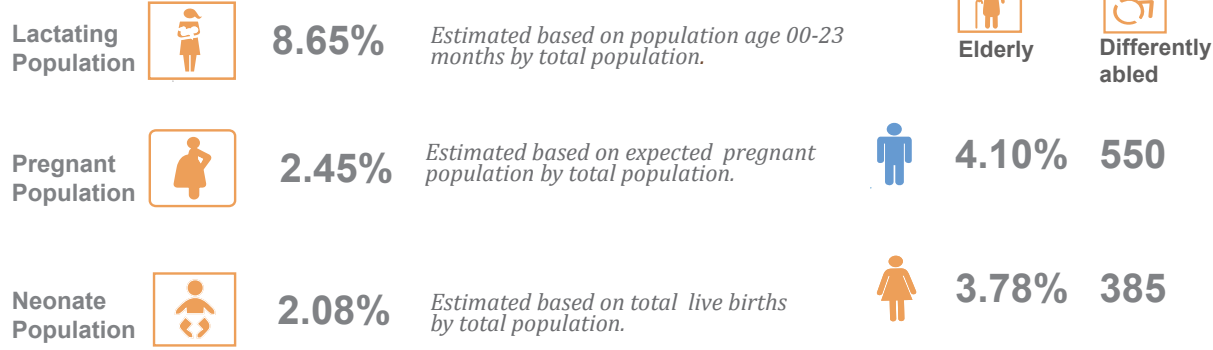 Lactating
Population
8.65%
Estimated based on population age 00-23
months by total population.
Pregnant
Population
2.45%
Estimated based on expected pregnant
population by total population.
Neonate
Population
2.08%
Estimated based on total live births
by total population.
Elderly
Differently
abled
4.10%
550
3.78%
385